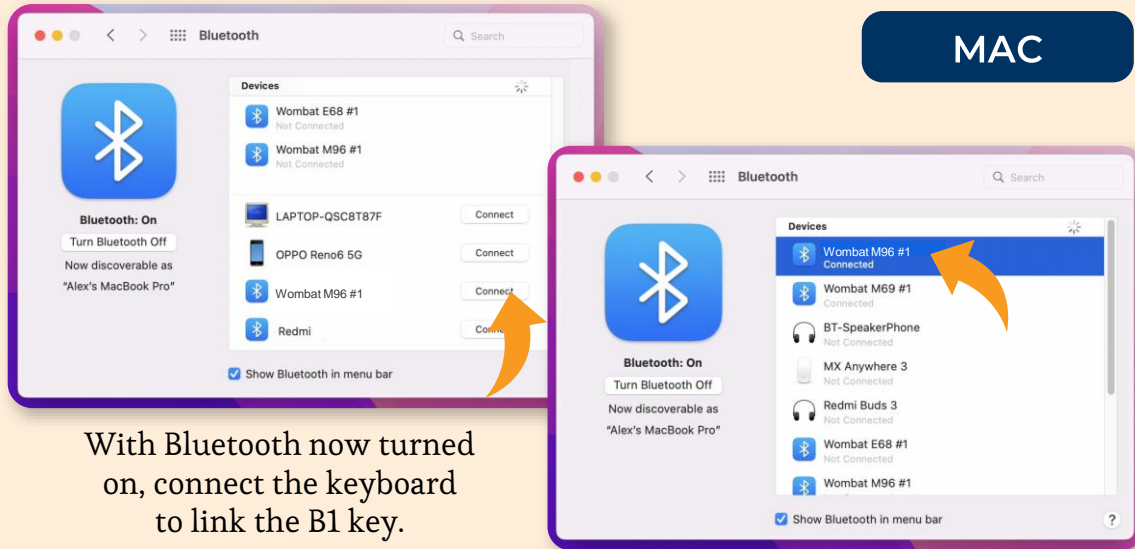 MAC
Bluetooth
Search
Devices
Wombat E68 #1
Not Connected
Wombat M96 #1
Not Connected
LAPTOP-QSC8T87F
Connect
OPPO Reno6 5G
Connect
Wombat M96 #1
Connect
Redmi
Bluetooth: On
Turn Bluetooth Off
Now discoverable as
"Alex's MacBook Pro"
Show Bluetooth in menu bar
With Bluetooth now turned
on, connect the keyboard
to link the B1 key.
Bluetooth
Search
Devices
Wombat M96 #1
Connected
Wombat M69 #1
Connected
BT-SpeakerPhone
Not Connected
MX Anywhere 3
Not Connected
Redmi Buds 3
Not Connected
Wombat E68 #1
Not Connected
Wombat M96 #1
Bluetooth: On
Turn Bluetooth Off
Now discoverable as
"Alex's MacBook Pro"
Show Bluetooth in menu bar
?